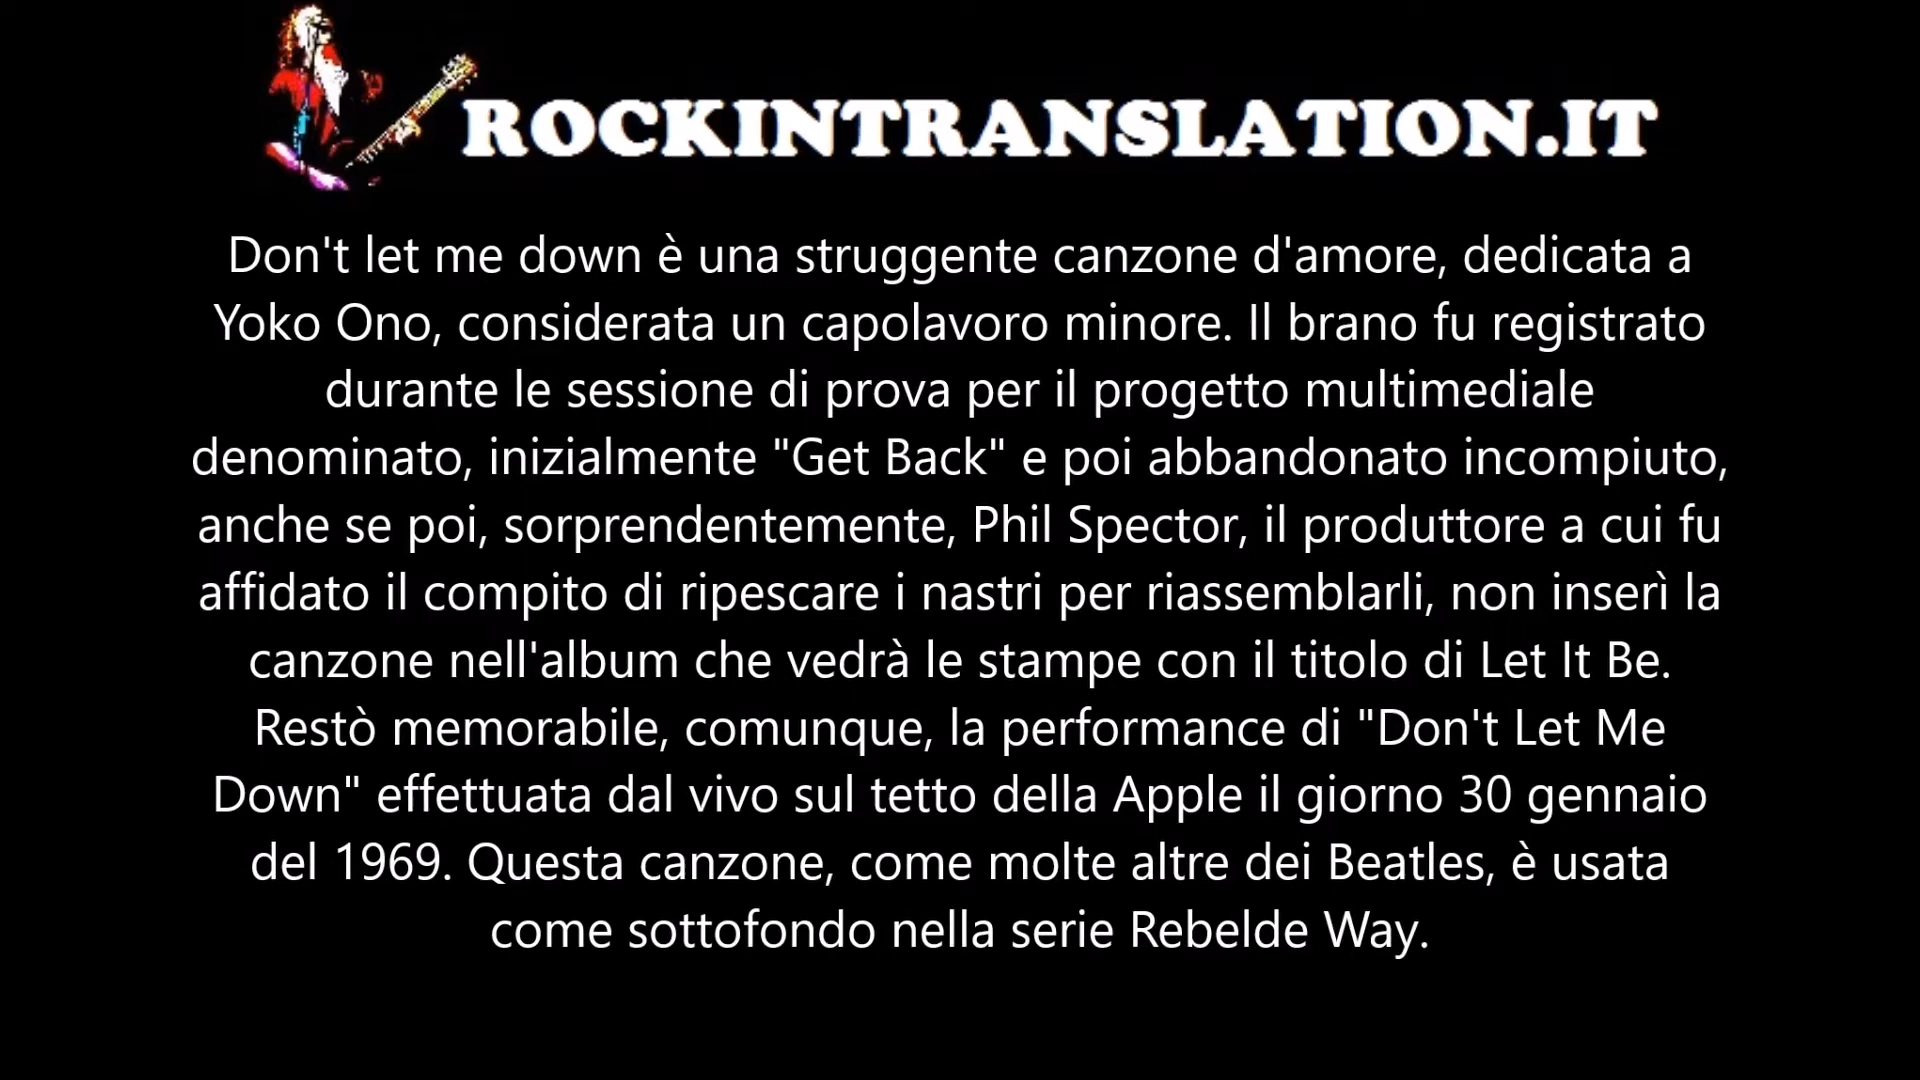 ROCKINTRANSLATION.IT
Don't let me down è una struggente canzone d'amore, dedicata a
Yoko Ono, considerata un capolavoro minore. Il brano fu registrato
durante le sessione di prova per il progetto multimediale
denominato, inizialmente "Get Back" e poi abbandonato incompiuto,
anche se poi, sorprendentemente, Phil Spector, il produttore a cui fu
affidato il compito di ripescare i nastri per riassemblarli, non inserì la
canzone nell'album che vedrà le stampe con il titolo di Let It Be.
Restò memorabile, comunque, la performance di "Don't Let Me
Down" effettuata dal vivo sul tetto della Apple il giorno 30 gennaio
del 1969. Questa canzone, come molte altre dei Beatles, è usata
come sottofondo nella serie Rebelde Way.